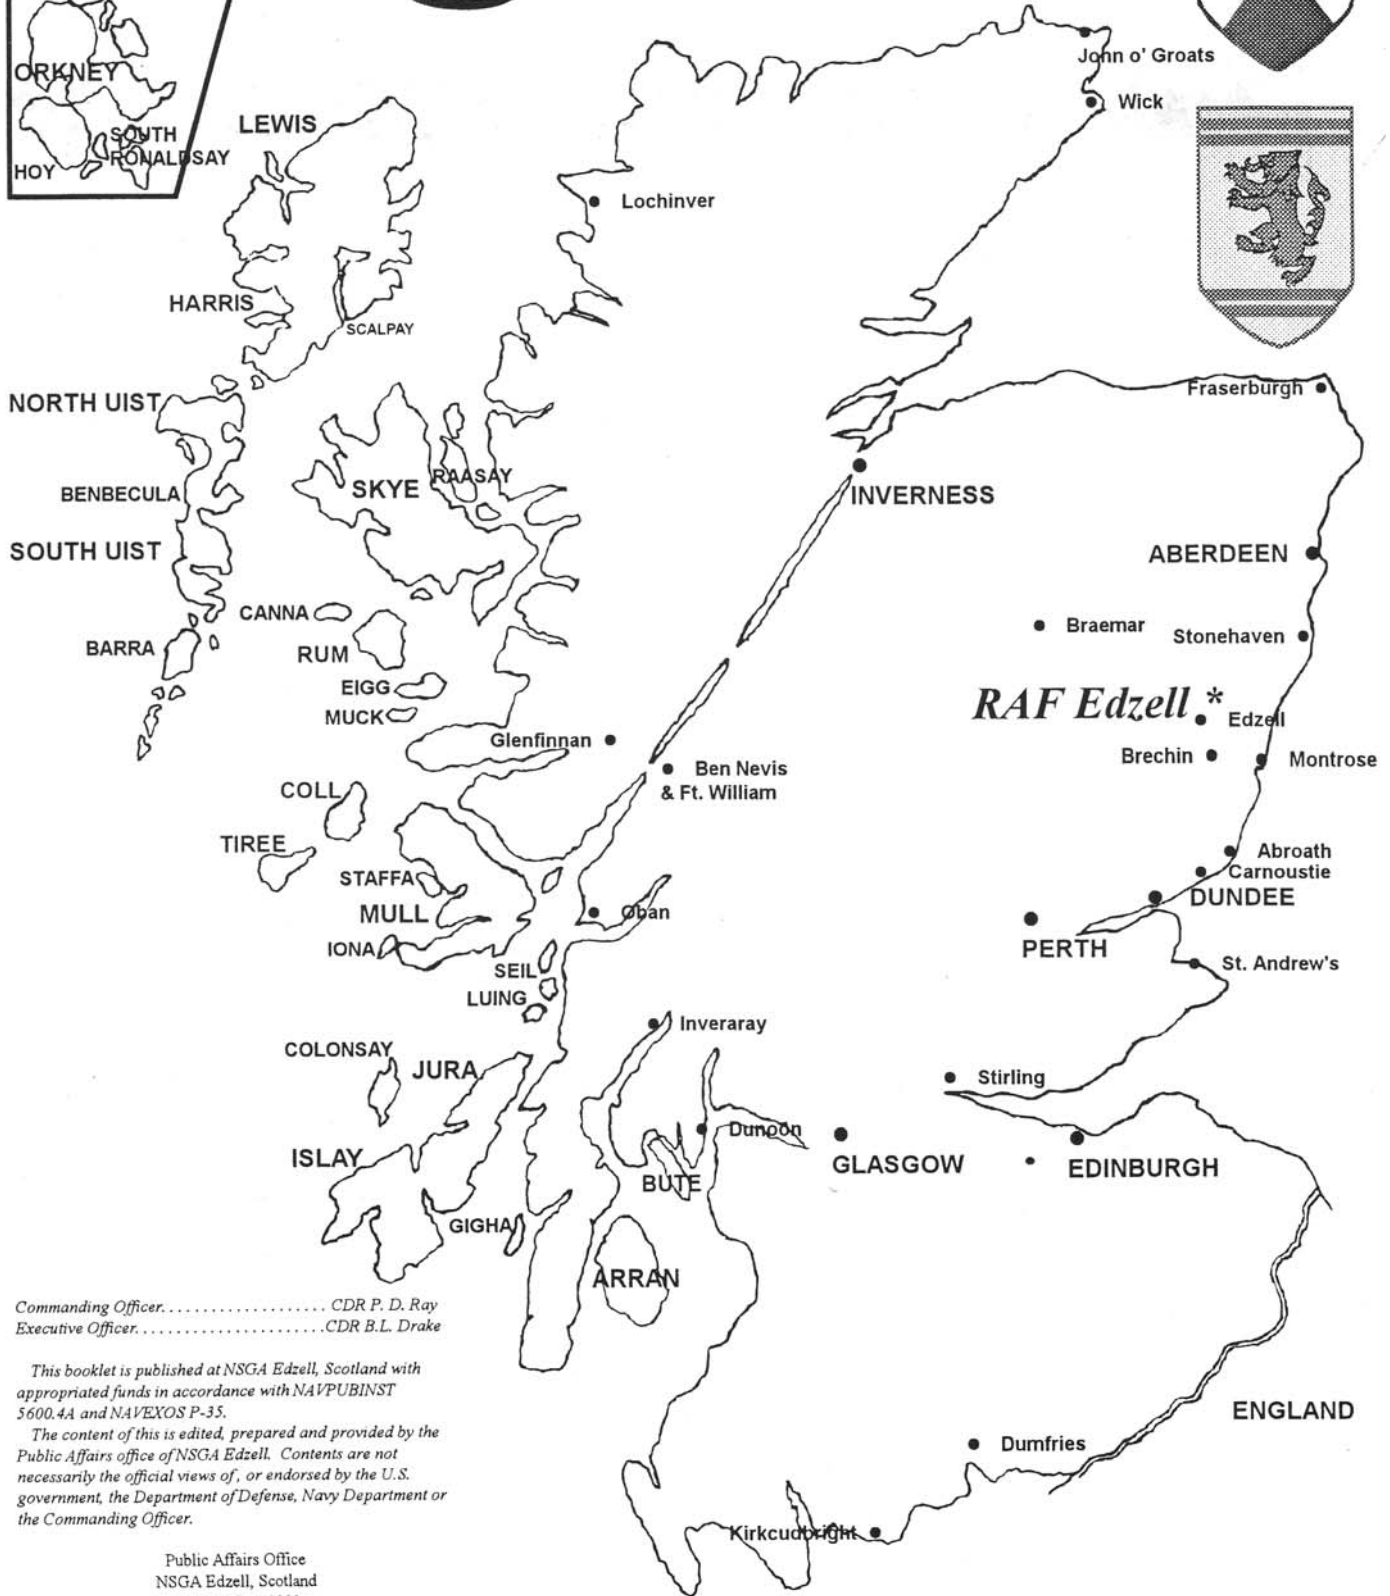 ORKNEY
SOUTH
RONALDSAY
HOY
LEWIS
John o' Groats
Wick
Lochinver
HARRIS
SCALPAY
NORTH UIST
Fraserburgh
BENBECULA
SKYE
RAASAY
INVERNESS
SOUTH UIST
ABERDEEN
CANNA
Braemar
Stonehaven
BARRA
RUM
EIGG
MUCK
RAF Edzell *
Edzell
Glenfinnan
Brechin
Montrose
Ben Nevis
& Ft. William
COLL
TIREE
Abroath
Carnoustie
STAFFA
DUNDEE
MULL
Oban
IONA
PERTH
St. Andrew's
SEIL
LUING
Inveraray
COLONSAY
JURA
Stirling
Dunoon
ISLAY
GLASGOW
EDINBURGH
BUTE
GIGHA
ARRAN
Commanding Officer.................... CDR P. D. Ray
Executive Officer.......................CDR B.L. Drake
This booklet is published at NSGA Edzell, Scotland with
appropriated funds in accordance with NAVPUBINST
5600.4A and NAVEXOS P-35.
The content of this is edited, prepared and provided by the
Public Affairs office of NSGA Edzell. Contents are not
necessarily the official views of, or endorsed by the U.S.
government, the Department of Defense, Navy Department or
the Commanding Officer.
Public Affairs Office
NSGA Edzell, Scotland
ENGLAND
Dumfries
Kirkcudbright